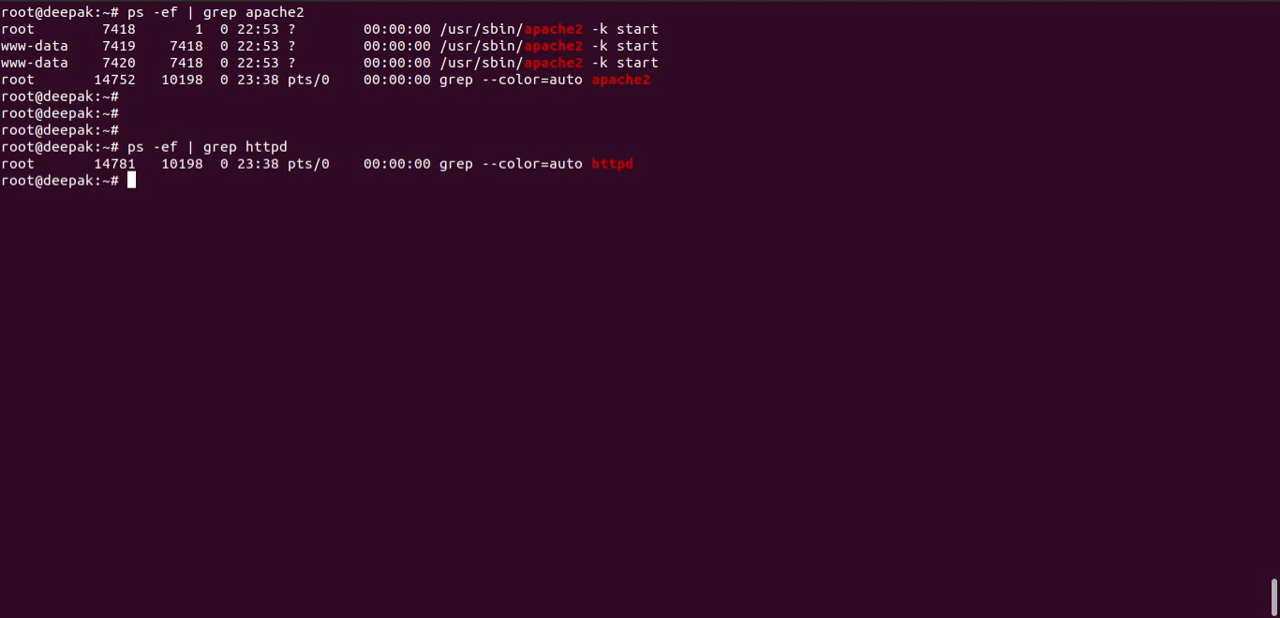 root@deepak:~# ps -ef | grep apache2
root        7418       1  0 22:53 ?        00:00:00 /usr/sbin/apache2 -k start
www-data    7419    7418  0 22:53 ?        00:00:00 /usr/sbin/apache2 -k start
www-data    7420    7418  0 22:53 ?        00:00:00 /usr/sbin/apache2 -k start
root       14752   10198  0 23:38 pts/0    00:00:00 grep --color=auto apache2
root@deepak:~#
root@deepak:~#
root@deepak:~#
root@deepak:~# ps -ef | grep httpd
root       14781   10198  0 23:38 pts/0    00:00:00 grep --color=auto httpd
root@deepak:~#